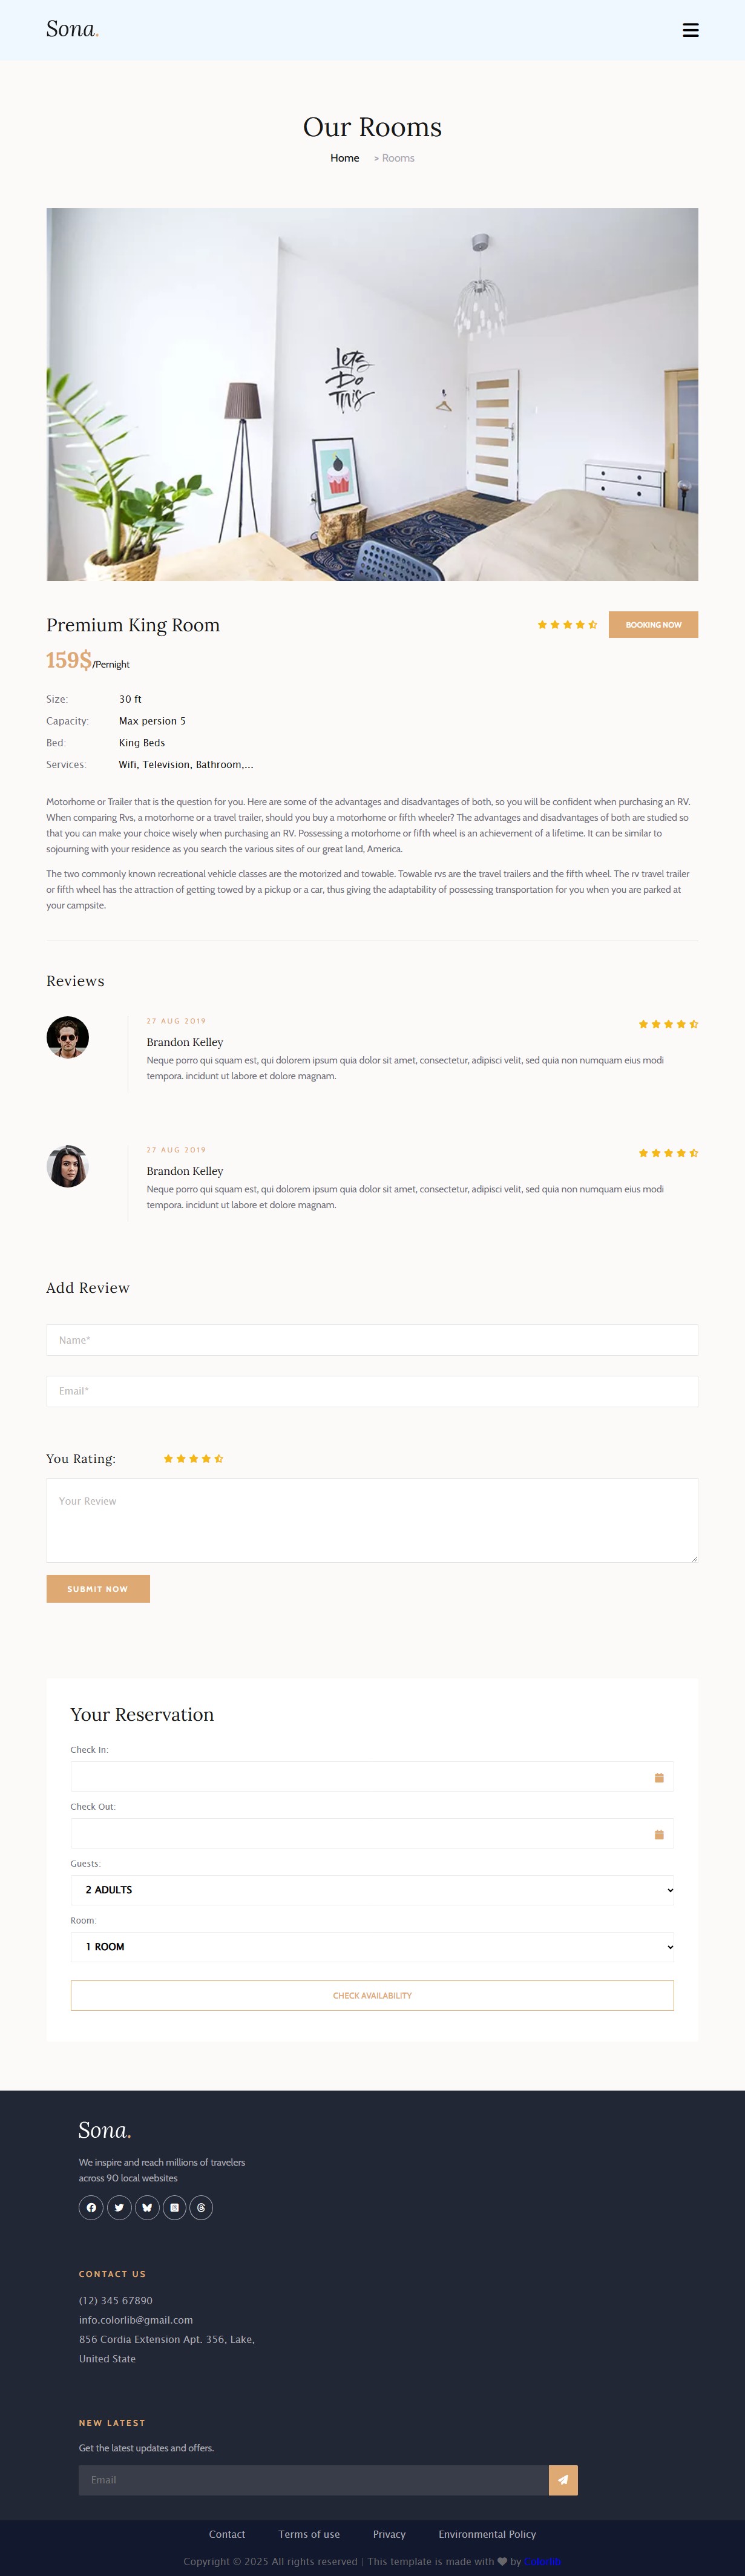 Sona.
Our Rooms
Home > Rooms
Let's
Do
This
Premium King Room
BOOKING NOW
159$/Pernight
Size: 30 ft
Capacity: Max persion 5
Bed: King Beds
Services: Wifi, Television, Bathroom,...
Motorhome or Trailer that is the question for you. Here are some of the advantages and disadvantages of both, so you will be confident when purchasing an RV.
When comparing Rvs, a motorhome or a travel trailer, should you buy a motorhome or fifth wheeler? The advantages and disadvantages of both are studied so
that you can make your choice wisely when purchasing an RV. Possessing a motorhome or fifth wheel is an achievement of a lifetime. It can be similar to
sojourning with your residence as you search the various sites of our great land, America.
The two commonly known recreational vehicle classes are the motorized and towable. Towable rvs are the travel trailers and the fifth wheel. The rv travel trailer
or fifth wheel has the attraction of getting towed by a pickup or a car, thus giving the adaptability of possessing transportation for you when you are parked at
your campsite.
Reviews
27 AUG 2019
Brandon Kelley
Neque porro qui squam est, qui dolorem ipsum quia dolor sit amet, consectetur, adipisci velit, sed quia non numquam eius modi
tempora. incidunt ut labore et dolore magnam.
27 AUG 2019
Brandon Kelley
Neque porro qui squam est, qui dolorem ipsum quia dolor sit amet, consectetur, adipisci velit, sed quia non numquam eius modi
tempora. incidunt ut labore et dolore magnam.
Add Review
Name*
Email*
You Rating:
Your Review
SUBMIT NOW
Your Reservation
Check In:
Check Out:
Guests:
2 ADULTS
Room:
1 ROOM
CHECK AVAILABILITY
Sona.
We inspire and reach millions of travelers
across 90 local websites
CONTACT US
(12) 345 67890
info.colorlib@gmail.com
856 Cordia Extension Apt. 356, Lake,
United State
NEW LATEST
Get the latest updates and offers.
Email
Contact Terms of use Privacy Environmental Policy
Copyright © 2025 All rights reserved | This template is made with ♥ by Colorlib